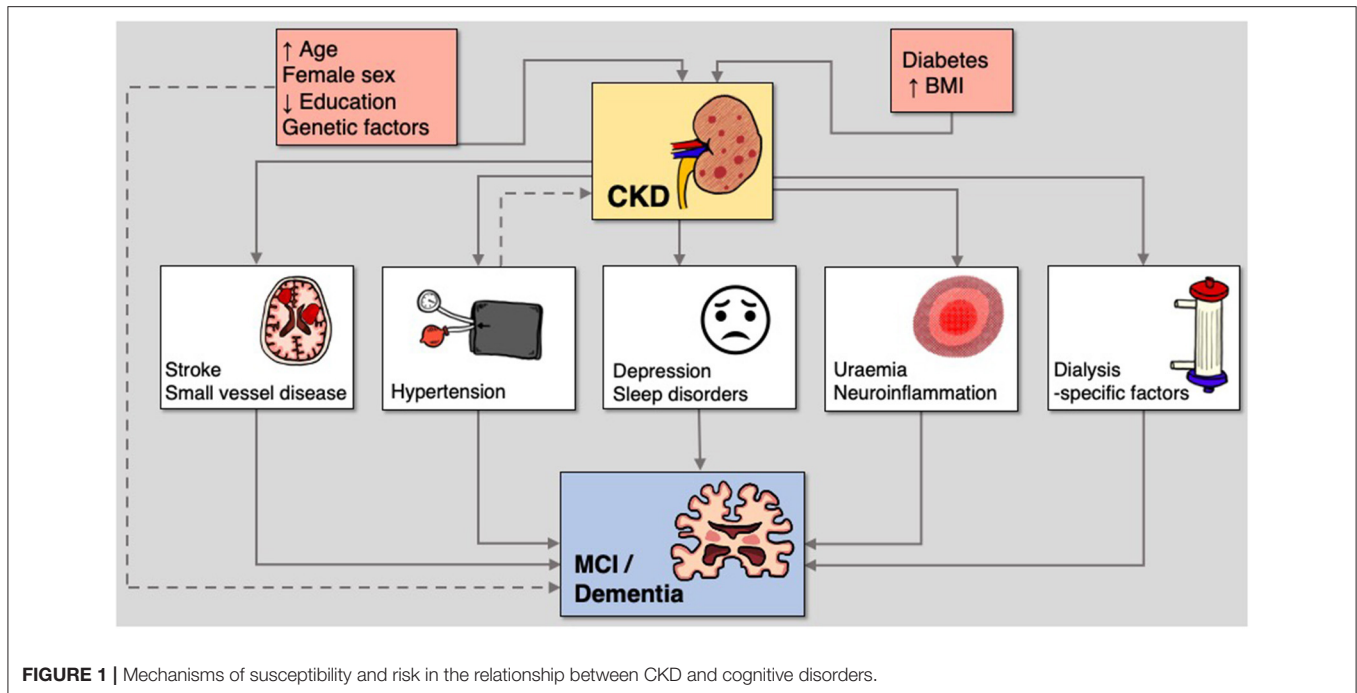 ↑ Age
Female sex
↓ Education
Genetic factors
Diabetes
↑ BMI
CKD
Stroke
Small vessel disease
Hypertension
Depression
Sleep disorders
Uraemia
Neuroinflammation
Dialysis
-specific factors
MCI /
Dementia
FIGURE 1 | Mechanisms of susceptibility and risk in the relationship between CKD and cognitive disorders.